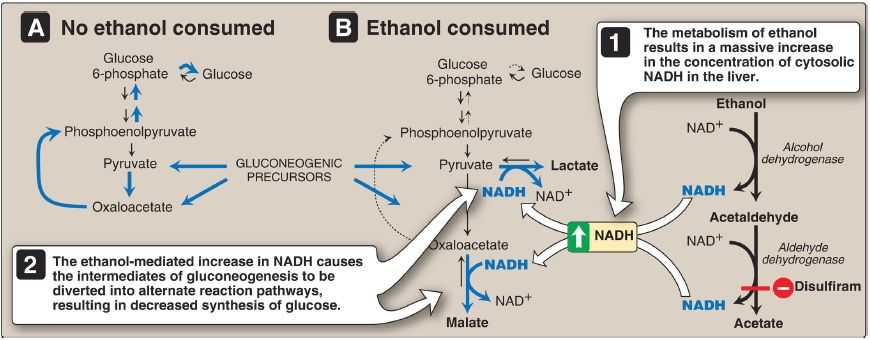 A No ethanol consumed
Glucose
6-phosphate
Glucose
Phosphoenolpyruvate
Pyruvate
Oxaloacetate
GLUCONEOGENIC
PRECURSORS
B Ethanol consumed
Glucose
6-phosphate
Glucose
Phosphoenolpyruvate
Pyruvate
Lactate
NADH
NAD+
Oxaloacetate
NADH
NAD+
Malate
1 The metabolism of ethanol
results in a massive increase
in the concentration of cytosolic
NADH in the liver.
NADH
Ethanol
NAD+
Alcohol
dehydrogenase
NADH
Acetaldehyde
NAD+
Aldehyde
dehydrogenase
Disulfiram
NADH
Acetate
2 The ethanol-mediated increase in NADH causes
the intermediates of gluconeogenesis to be
diverted into alternate reaction pathways,
resulting in decreased synthesis of glucose.